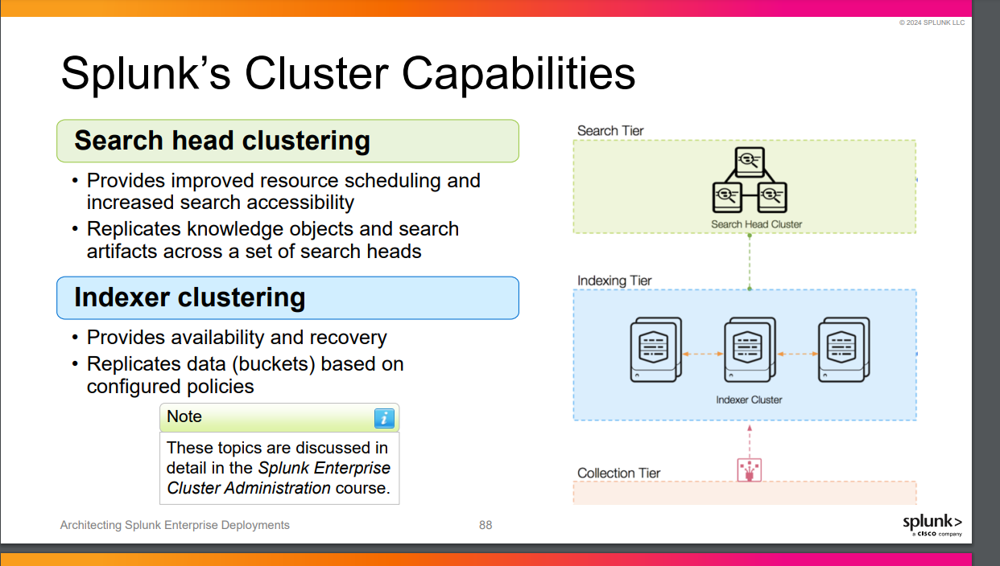 © 2024 SPLUNK LLC
Splunk’s Cluster Capabilities
Search head clustering
• Provides improved resource scheduling and
increased search accessibility
• Replicates knowledge objects and search
artifacts across a set of search heads
Indexer clustering
• Provides availability and recovery
• Replicates data (buckets) based on
configured policies
Note
i
These topics are discussed in
detail in the Splunk Enterprise
Cluster Administration course.
Search Tier
Search Head Cluster
Indexing Tier
Indexer Cluster
Collection Tier
Architecting Splunk Enterprise Deployments
88
splunk>
a CISCO company